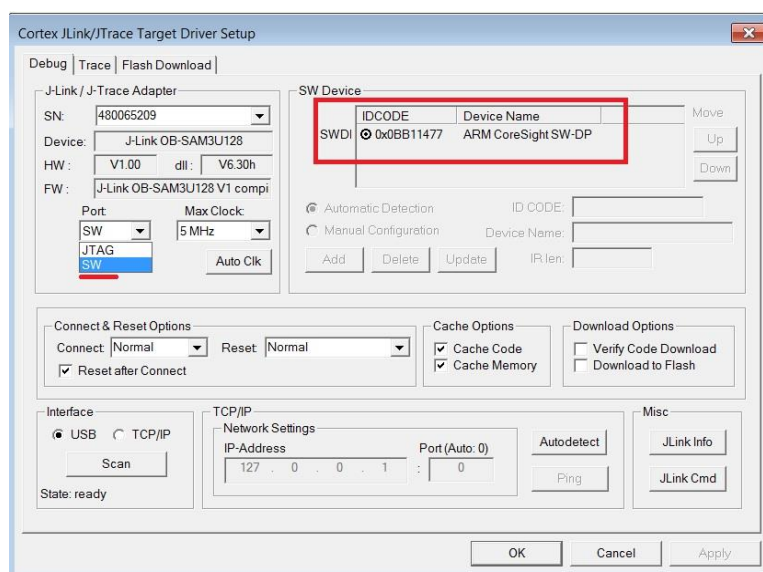 Cortex JLink/JTrace Target Driver Setup
Debug | Trace | Flash Download
J-Link / J-Trace Adapter
SN: 480065209
Device: J-Link OB-SAM3U128
HW : V1.00 dll : V6.30h
FW : J-Link OB-SAM3U128 V1 compi
Port: Max Clock:
SW 5 MHz
JTAG
SW
Auto Clk
SW Device
IDCODE Device Name Move
SWDI 0x0BB11477 ARM CoreSight SW-DP Up
Down
Automatic Detection ID CODE:
Manual Configuration Device Name:
Add Delete Update IR len:
Connect & Reset Options
Connect: Normal Reset: Normal
Reset after Connect
Cache Options
Cache Code
Cache Memory
Download Options
Verify Code Download
Download to Flash
Interface
USB TCP/IP
Scan
State: ready
TCP/IP
Network Settings
IP-Address Port (Auto: 0)
127 . 0 . 0 . 1 : 0
Autodetect
Ping
Misc
JLink Info
JLink Cmd
OK Cancel Apply